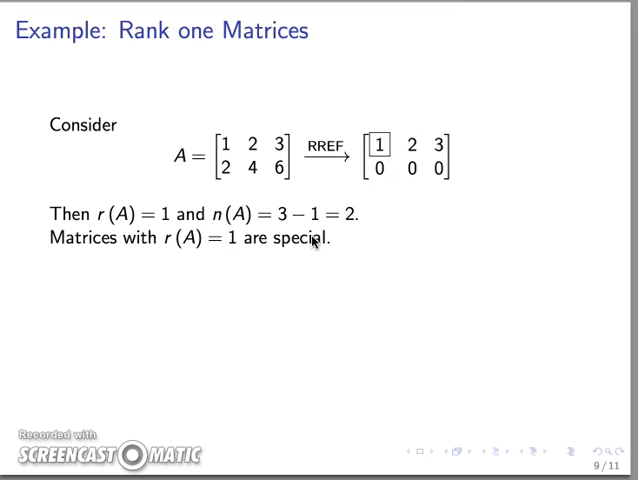 Example: Rank one Matrices
Consider
A = [1 2 3; 2 4 6] RREF → [1 2 3; 0 0 0]
Then r (A) = 1 and n (A) = 3 − 1 = 2.
Matrices with r (A) = 1 are special.
Recorded with
SCREENCAST-O-MATIC
9 / 11